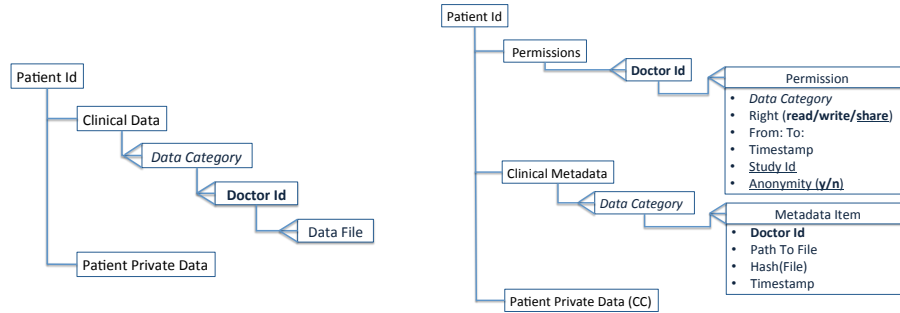 Patient Id
Clinical Data
Data Category
Doctor Id
Data File
Patient Private Data
Patient Id
Permissions
Doctor Id
Permission
• Data Category
• Right (read/write/share)
• From: To:
• Timestamp
• Study Id
• Anonymity (y/n)
Clinical Metadata
Data Category
Metadata Item
• Doctor Id
• Path To File
• Hash(File)
• Timestamp
Patient Private Data (CC)